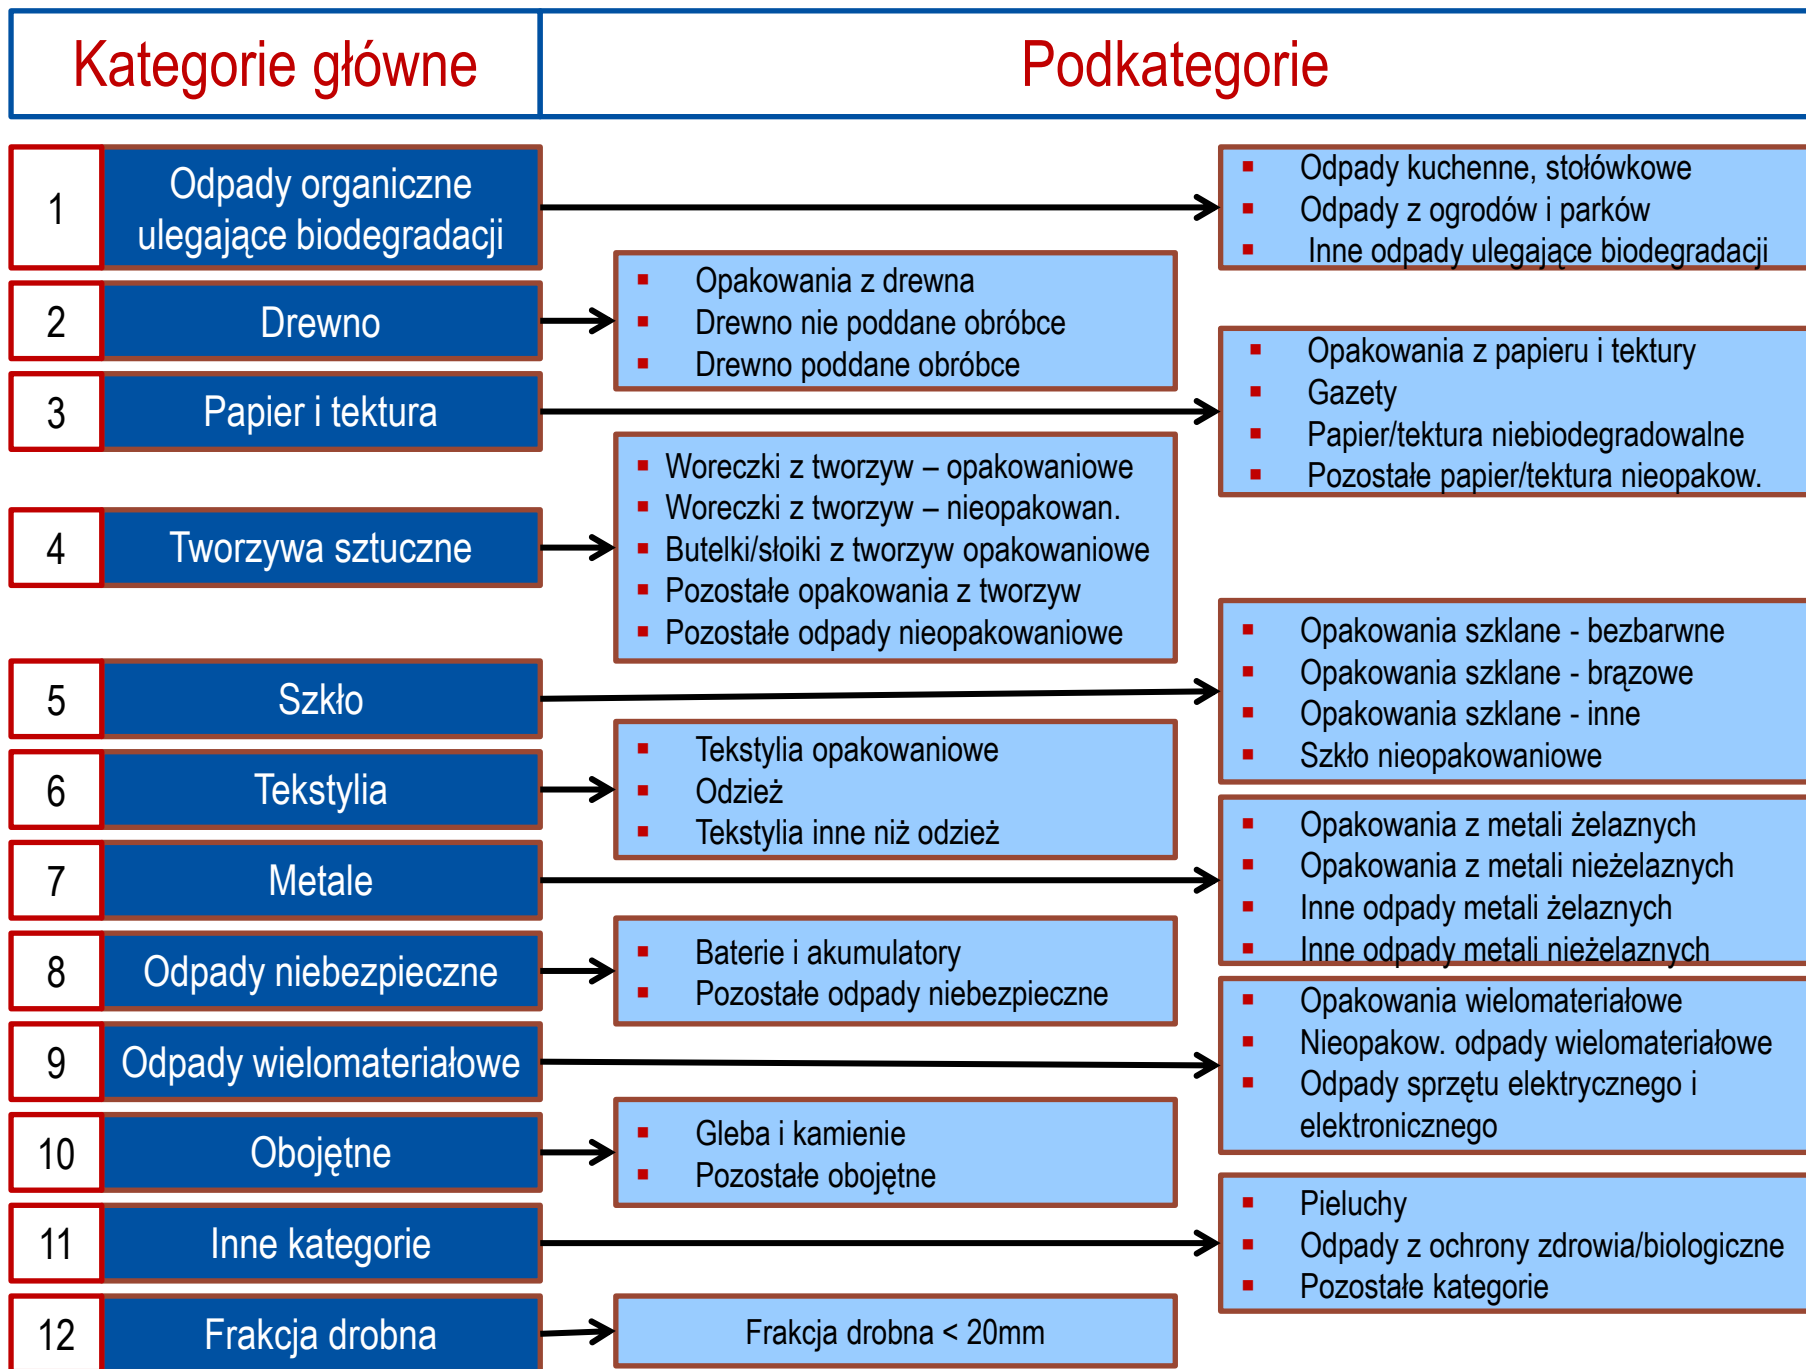 Kategorie główne
Podkategorie
1
Odpady organiczne
ulegające biodegradacji
Odpady kuchenne, stołówkowe
Odpady z ogrodów i parków
Inne odpady ulegające biodegradacji
2
Drewno
Opakowania z drewna
Drewno nie poddane obróbce
Drewno poddane obróbce
3
Papier i tektura
Opakowania z papieru i tektury
Gazety
Papier/tektura niebiodegradowalne
Pozostałe papier/tektura nieopakow.
4
Tworzywa sztuczne
Woreczki z tworzyw – opakowaniowe
Woreczki z tworzyw – nieopakowan.
Butelki/słoiki z tworzyw opakowaniowe
Pozostałe opakowania z tworzyw
Pozostałe odpady nieopakowaniowe
5
Szkło
Opakowania szklane - bezbarwne
Opakowania szklane - brązowe
Opakowania szklane - inne
Szkło nieopakowaniowe
6
Tekstylia
Tekstylia opakowaniowe
Odzież
Tekstylia inne niż odzież
7
Metale
Opakowania z metali żelaznych
Opakowania z metali nieżelaznych
Inne odpady metali żelaznych
Inne odpady metali nieżelaznych
8
Odpady niebezpieczne
Baterie i akumulatory
Pozostałe odpady niebezpieczne
9
Odpady wielomateriałowe
Opakowania wielomateriałowe
Nieopakow. odpady wielomateriałowe
Odpady sprzętu elektrycznego i
elektronicznego
10
Obojętne
Gleba i kamienie
Pozostałe obojętne
11
Inne kategorie
Pieluchy
Odpady z ochrony zdrowia/biologiczne
Pozostałe kategorie
12
Frakcja drobna
Frakcja drobna < 20mm